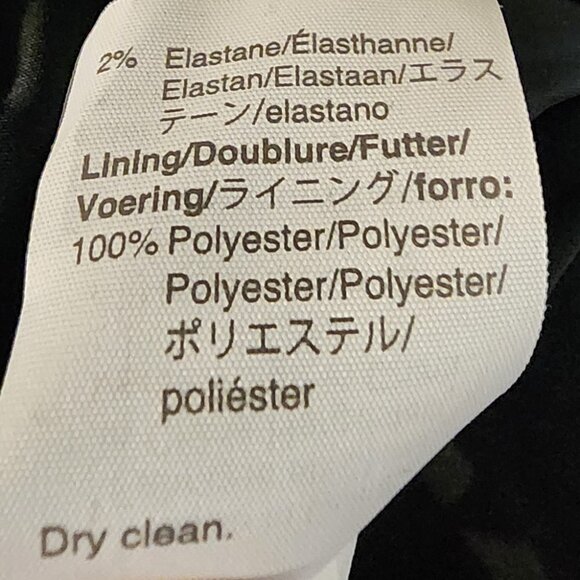 2% Elastane/Élasthanne/
Elastan/Elastaan/エラス
テーン/elastano
Lining/Doublure/Futter/
Voering/ライニング/forro:
100% Polyester/Polyester/
Polyester/Polyester/
ポリエステル/
poliéster
Dry clean.